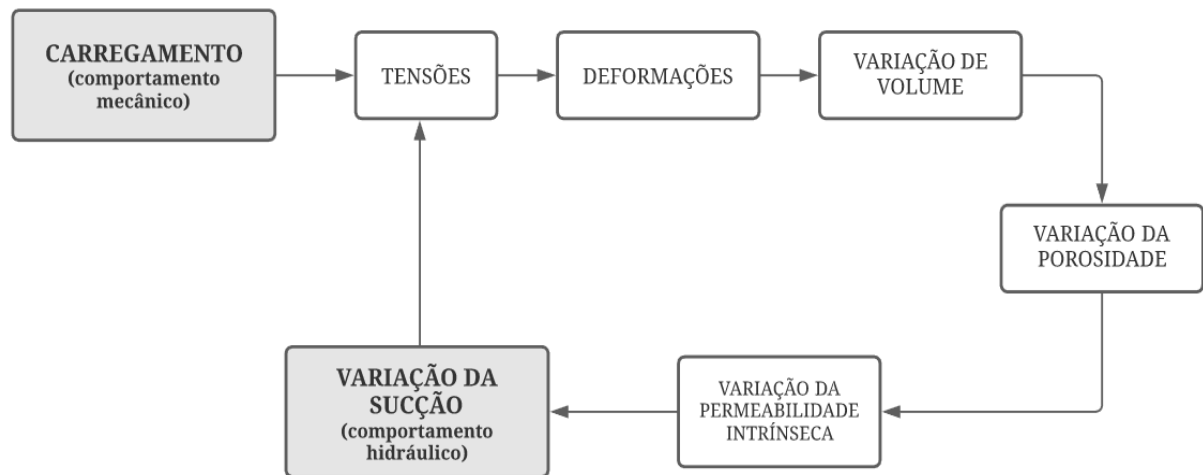 CARREGAMENTO
(comportamento
mecânico)
TENSÕES
DEFORMAÇÕES
VARIAÇÃO DE
VOLUME
VARIAÇÃO DA
POROSIDADE
VARIAÇÃO DA
PERMEABILIDADE
INTRÍNSECA
VARIAÇÃO DA
SUCÇÃO
(comportamento
hidráulico)